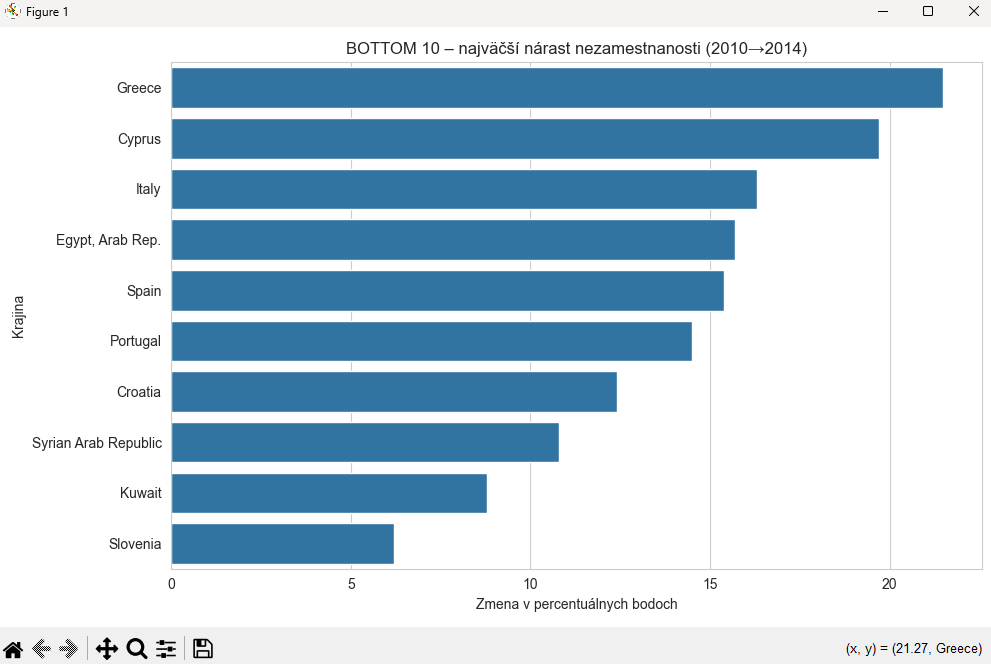 Figure 1
BOTTOM 10 – najväčší nárast nezamestnanosti (2010→2014)
Greece
Cyprus
Italy
Egypt, Arab Rep.
Spain
Portugal
Croatia
Syrian Arab Republic
Kuwait
Slovenia
Krajina
0 5 10 15 20
Zmena v percentuálnych bodoch
(x, y) = (21.27, Greece)